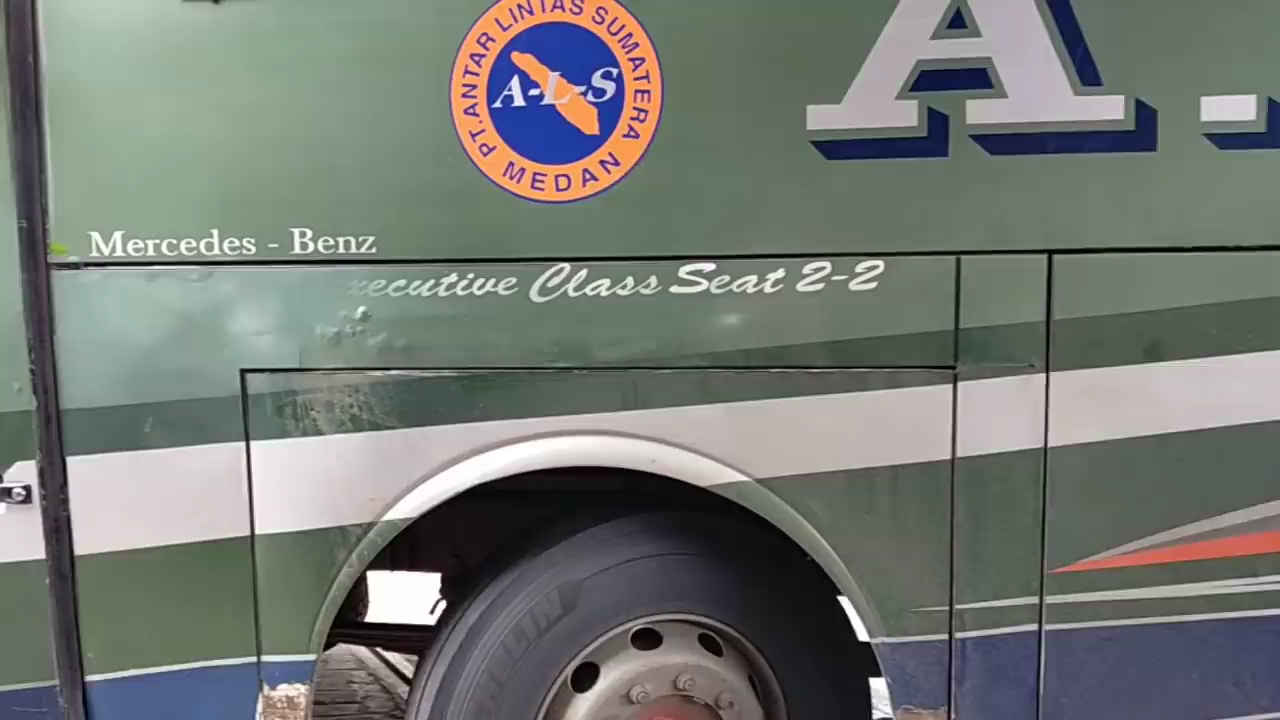 PT.ANTAR LINTAS SUMATERA
A-L-S
MEDAN
A.
Mercedes - Benz
xecutive Class Seat 2-2